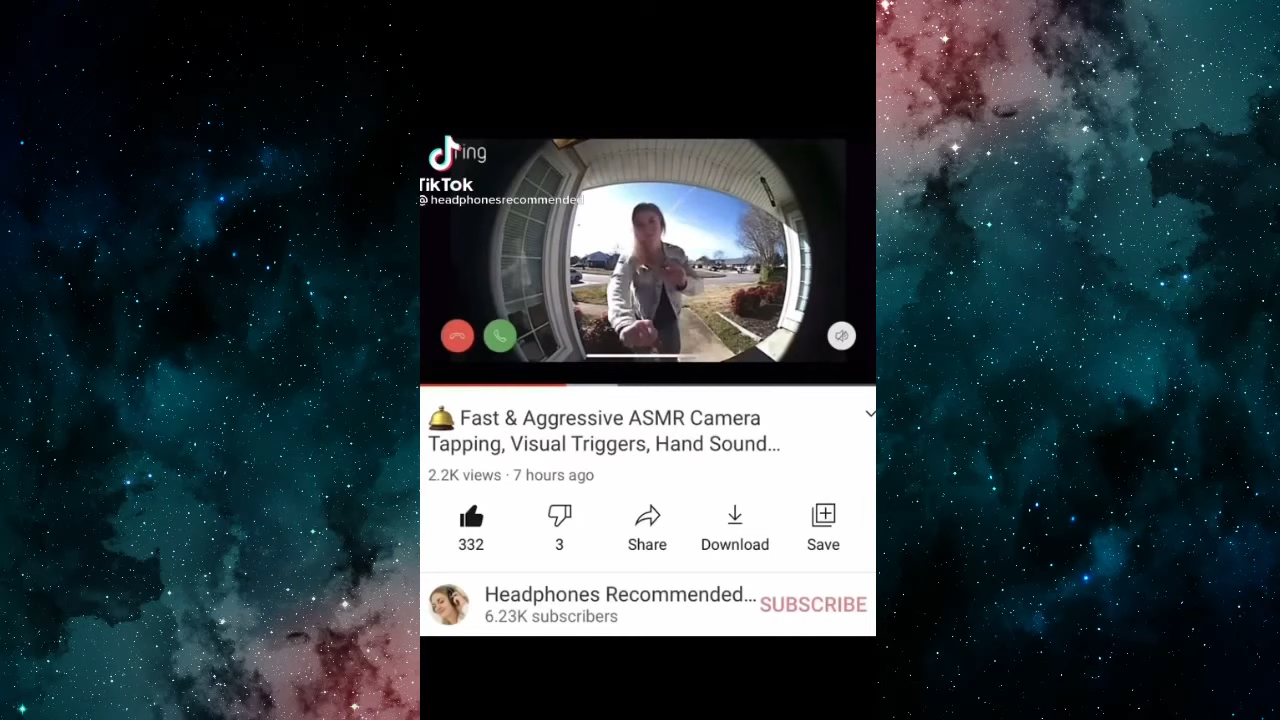 ring
TikTok
@headphonesrecommended
Fast & Aggressive ASMR Camera
Tapping, Visual Triggers, Hand Sound...
2.2K views · 7 hours ago
332
3
Share
Download
Save
Headphones Recommended...
SUBSCRIBE
6.23K subscribers